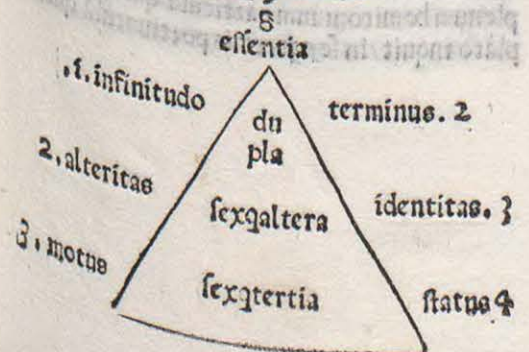 8
essentia
.1. infinitudo
terminus. 2
du
pla
2. alteritas
identitas. 3
sexqaltera
3. motus
sexqtertia
status 4